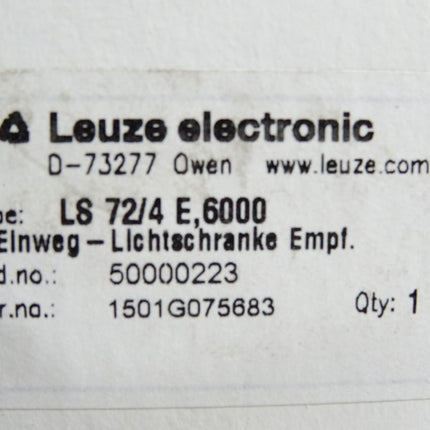 Leuze electronic
D-73277 Owen www.leuze.com
pe: LS 72/4 E,6000
Einweg-Lichtschranke Empf.
d.no.: 50000223
r.no.: 1501G075683 Qty: 1